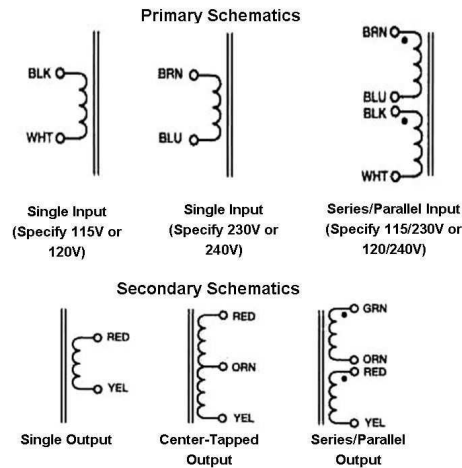 Primary Schematics
BLK
WHT
BRN
BLU
BRN
BLU
BLK
WHT
Single Input
(Specify 115V or
120V)
Single Input
(Specify 230V or
240V)
Series/Parallel Input
(Specify 115/230V or
120/240V)
Secondary Schematics
RED
YEL
RED
ORN
YEL
GRN
ORN
RED
YEL
Single Output
Center-Tapped
Output
Series/Parallel
Output